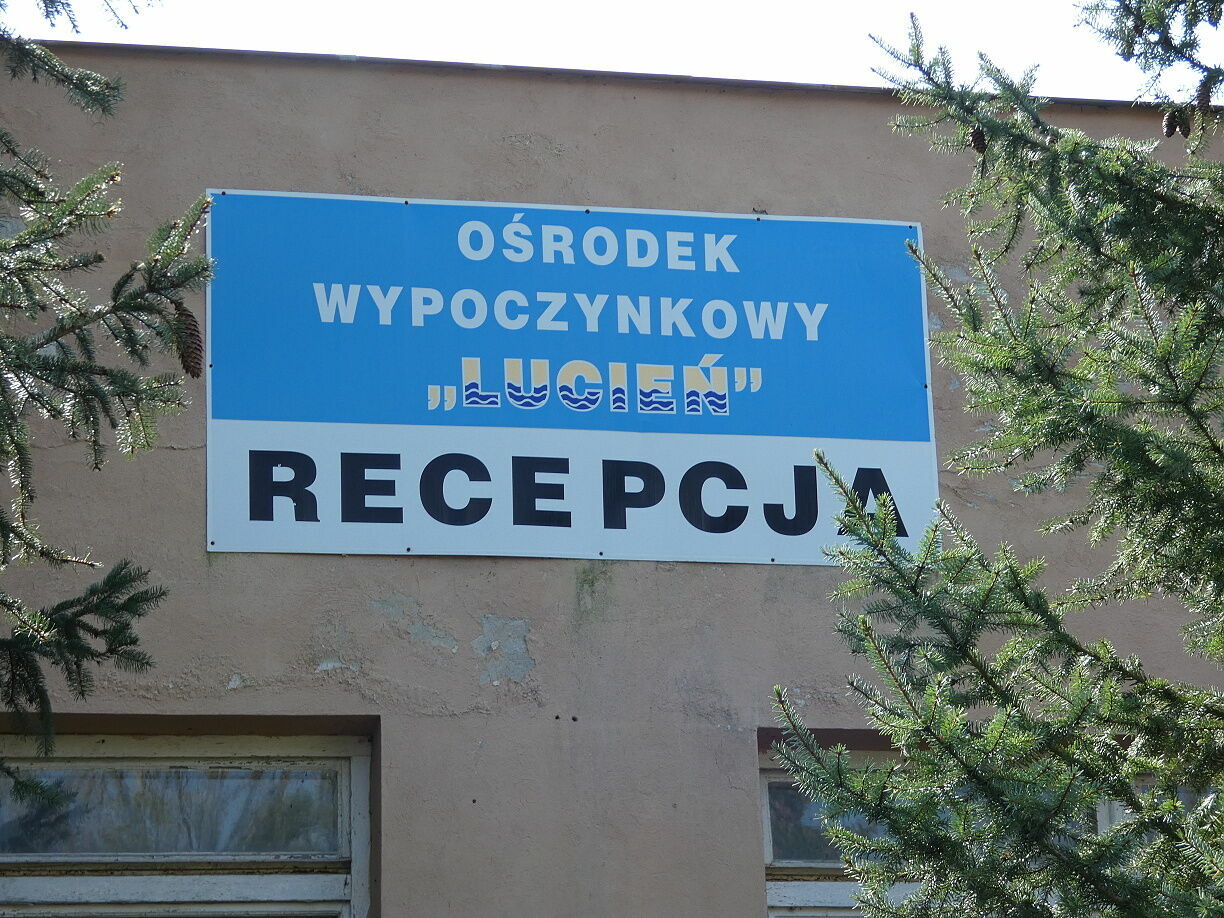 OŚRODEK
WYPOCZYNKOWY
„LUCIEŃ”
RECEPCJA